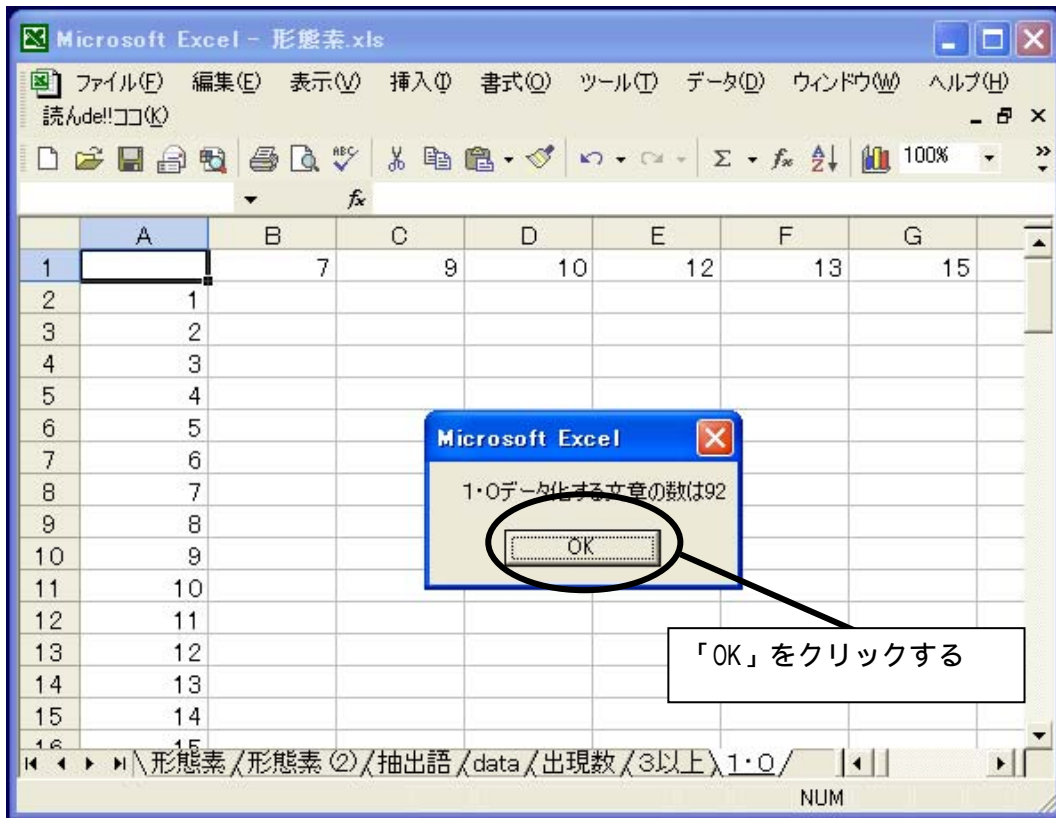 Microsoft Excel - 形態素.xls
ファイル(F) 編集(E) 表示(V) 挿入(I) 書式(O) ツール(T) データ(D) ウィンドウ(W) ヘルプ(H)
読んde!!ココ(K)
100%
A B C D E F G
1 7 9 10 12 13 15
2 1
3 2
4 3
5 4
6 5
7 6
8 7
9 8
10 9
11 10
12 11
13 12
14 13
15 14
16 15
Microsoft Excel
1・0データ化する文章の数は92
OK
「OK」をクリックする
形態素 形態素 (2) 抽出語 data 出現数 3以上 1・0
NUM